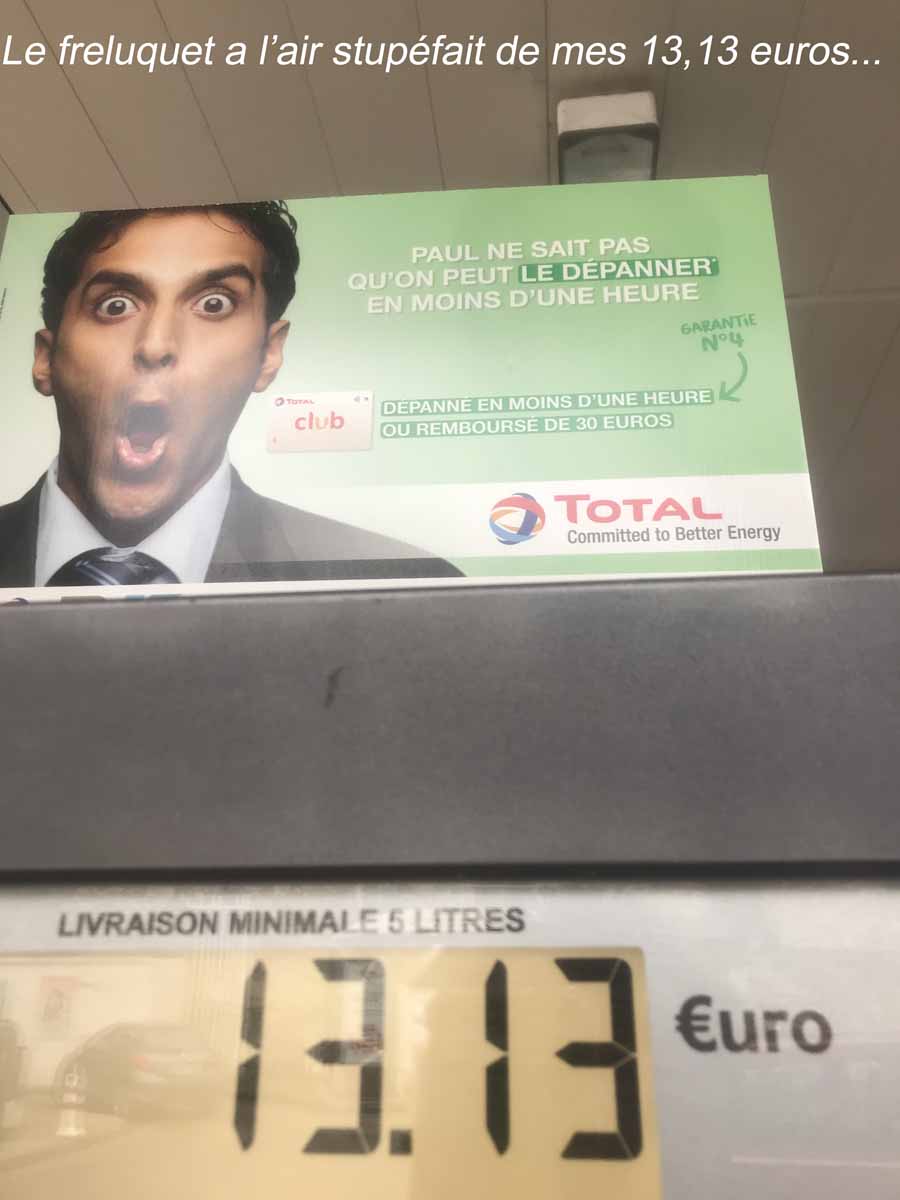 Le freluquet a l'air stupéfait de mes 13,13 euros...
PAUL NE SAIT PAS
QU'ON PEUT LE DÉPANNER*
EN MOINS D'UNE HEURE
GARANTIE
N°4
TOTAL
club
DÉPANNÉ EN MOINS D'UNE HEURE
OU REMBOURSÉ DE 30 EUROS
TOTAL
Committed to Better Energy
LIVRAISON MINIMALE 5 LITRES
13.13 €uro